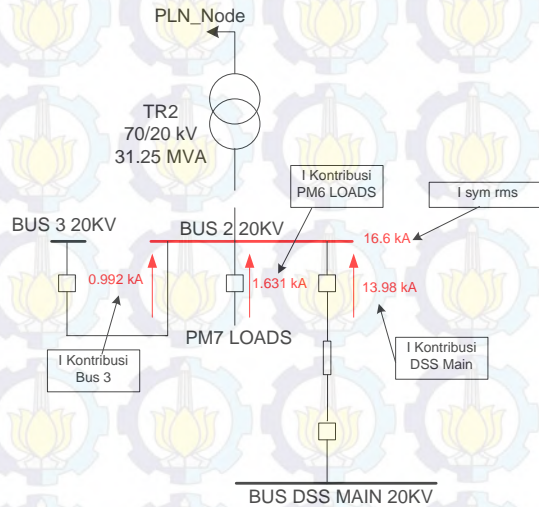 PLN_Node
TR2
70/20 kV
31.25 MVA
I Kontribusi
PM6 LOADS
I sym rms
BUS 3 20KV
BUS 2 20KV
16.6 kA
0.992 kA
1.631 kA
13.98 kA
PM7 LOADS
I Kontribusi
Bus 3
I Kontribusi
DSS Main
BUS DSS MAIN 20KV